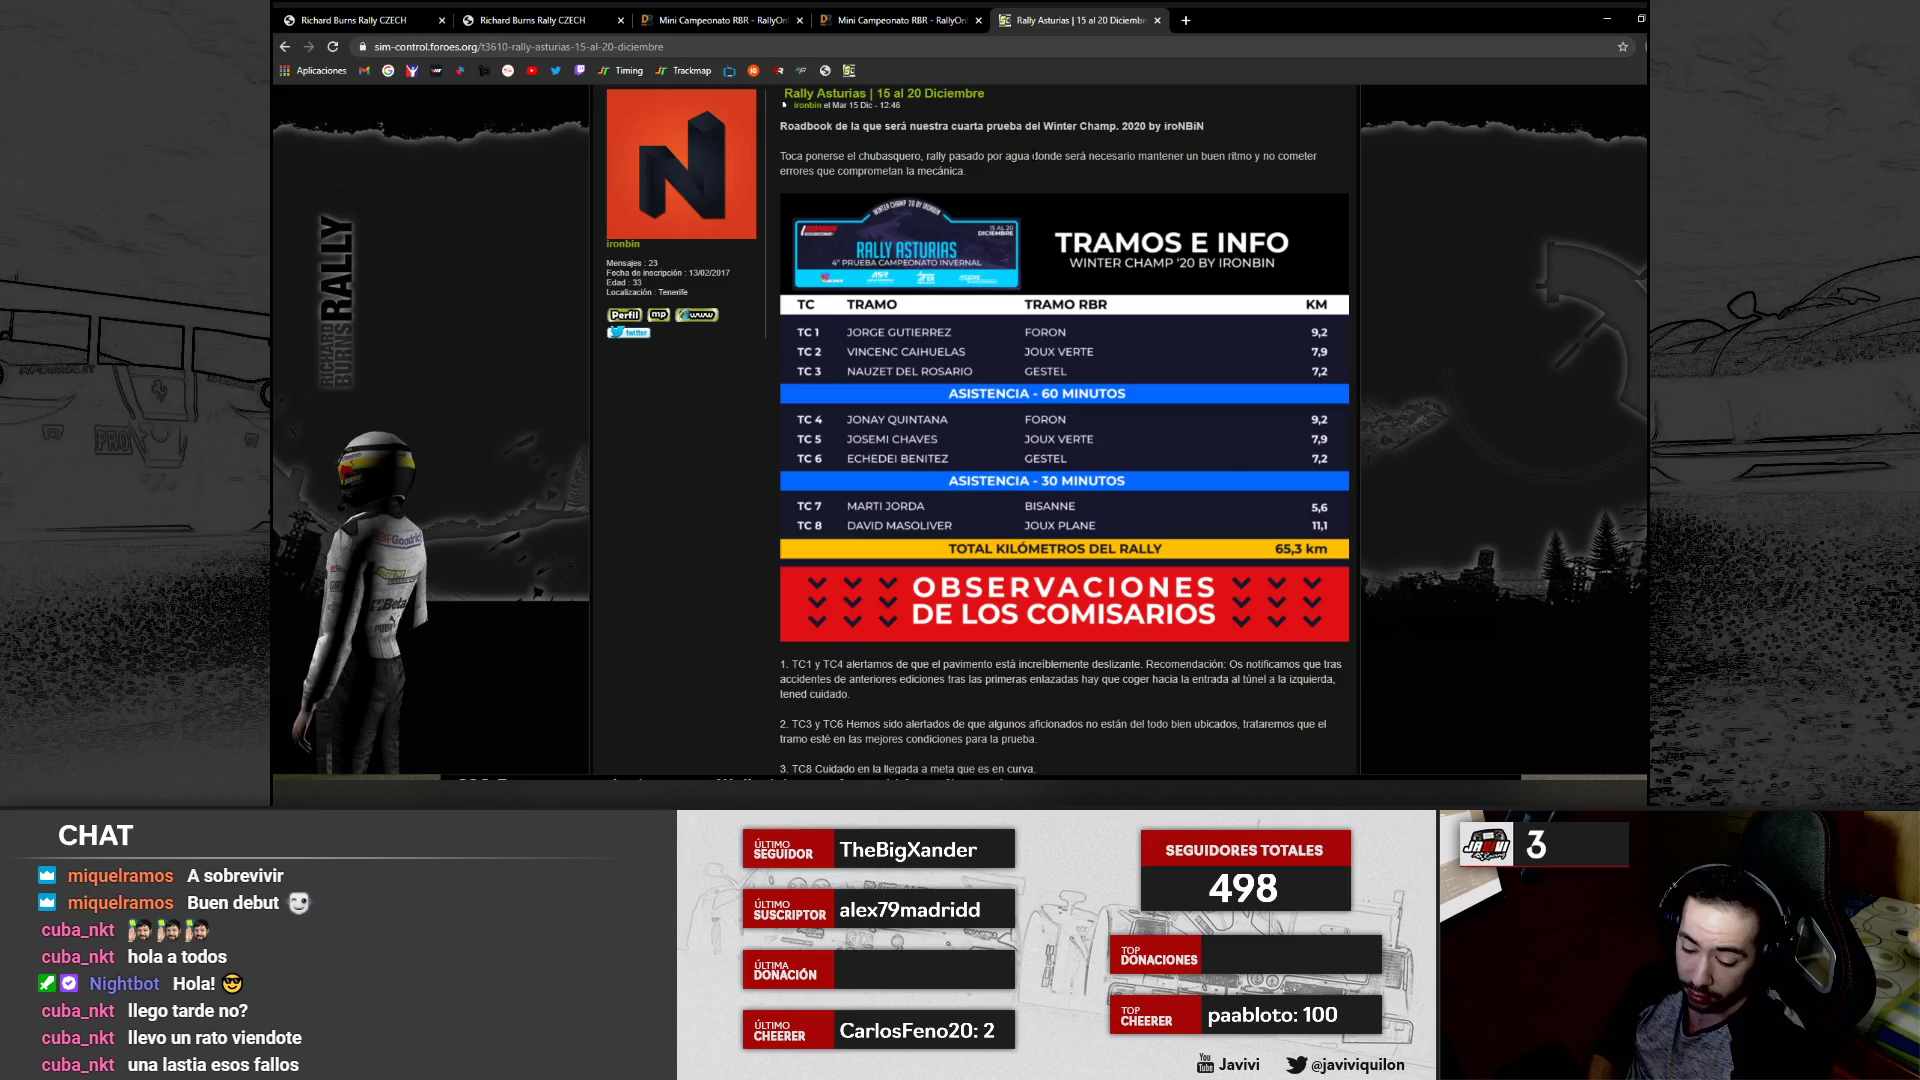 Richard Burns Rally CZECH
Richard Burns Rally CZECH
Mini Campeonato RBR - RallyOnl
Mini Campeonato RBR - RallyOnl
Rally Asturias | 15 al 20 Diciembr
sim-control.foroes.org/t3610-rally-asturias-15-al-20-diciembre
Aplicaciones
Timing
Trackmap
RICHARD BURNS RALLY
ironbin
Mensajes : 23
Fecha de inscripción : 13/02/2017
Edad : 33
Localización : Tenerife
Perfil
mp
www
twitter
Rally Asturias | 15 al 20 Diciembre
ironbin el Mar 15 Dic - 12:46
Roadbook de la que será nuestra cuarta prueba del Winter Champ. 2020 by iroNBiN
Toca ponerse el chubasquero, rally pasado por agua donde será necesario mantener un buen ritmo y no cometer
errores que comprometan la mecánica.
WINTER CHAMP '20 BY IRONBIN
15 AL 20
DICIEMBRE
RALLY ASTURIAS
4ª PRUEBA CAMPEONATO INVERNAL
TRAMOS E INFO
WINTER CHAMP '20 BY IRONBIN
TC TRAMO TRAMO RBR KM
TC 1 JORGE GUTIERREZ FORON 9,2
TC 2 VINCENC CAIHUELAS JOUX VERTE 7,9
TC 3 NAUZET DEL ROSARIO GESTEL 7,2
ASISTENCIA - 60 MINUTOS
TC 4 JONAY QUINTANA FORON 9,2
TC 5 JOSEMI CHAVES JOUX VERTE 7,9
TC 6 ECHEDEI BENITEZ GESTEL 7,2
ASISTENCIA - 30 MINUTOS
TC 7 MARTI JORDA BISANNE 5,6
TC 8 DAVID MASOLIVER JOUX PLANE 11,1
TOTAL KILÓMETROS DEL RALLY 65,3 km
OBSERVACIONES
DE LOS COMISARIOS
1. TC1 y TC4 alertamos de que el pavimento está increíblemente deslizante. Recomendación: Os notificamos que tras
accidentes de anteriores ediciones tras las primeras enlazadas hay que coger hacia la entrada al túnel a la izquierda,
tened cuidado.
2. TC3 y TC6 Hemos sido alertados de que algunos aficionados no están del todo bien ubicados, trataremos que el
tramo esté en las mejores condiciones para la prueba.
3. TC8 Cuidado en la llegada a meta que es en curva.
CHAT
miquelramos A sobrevivir
miquelramos Buen debut
cuba_nkt
cuba_nkt hola a todos
Nightbot Hola!
cuba_nkt llego tarde no?
cuba_nkt llevo un rato viendote
cuba_nkt una lastia esos fallos
ÚLTIMO SEGUIDOR TheBigXander
ÚLTIMO SUSCRIPTOR alex79madridd
ÚLTIMA DONACIÓN
ÚLTIMO CHEERER CarlosFeno20: 2
SEGUIDORES TOTALES
498
TOP DONACIONES
TOP CHEERER paabloto: 100
You Tube Javivi
@javiviquilon
3